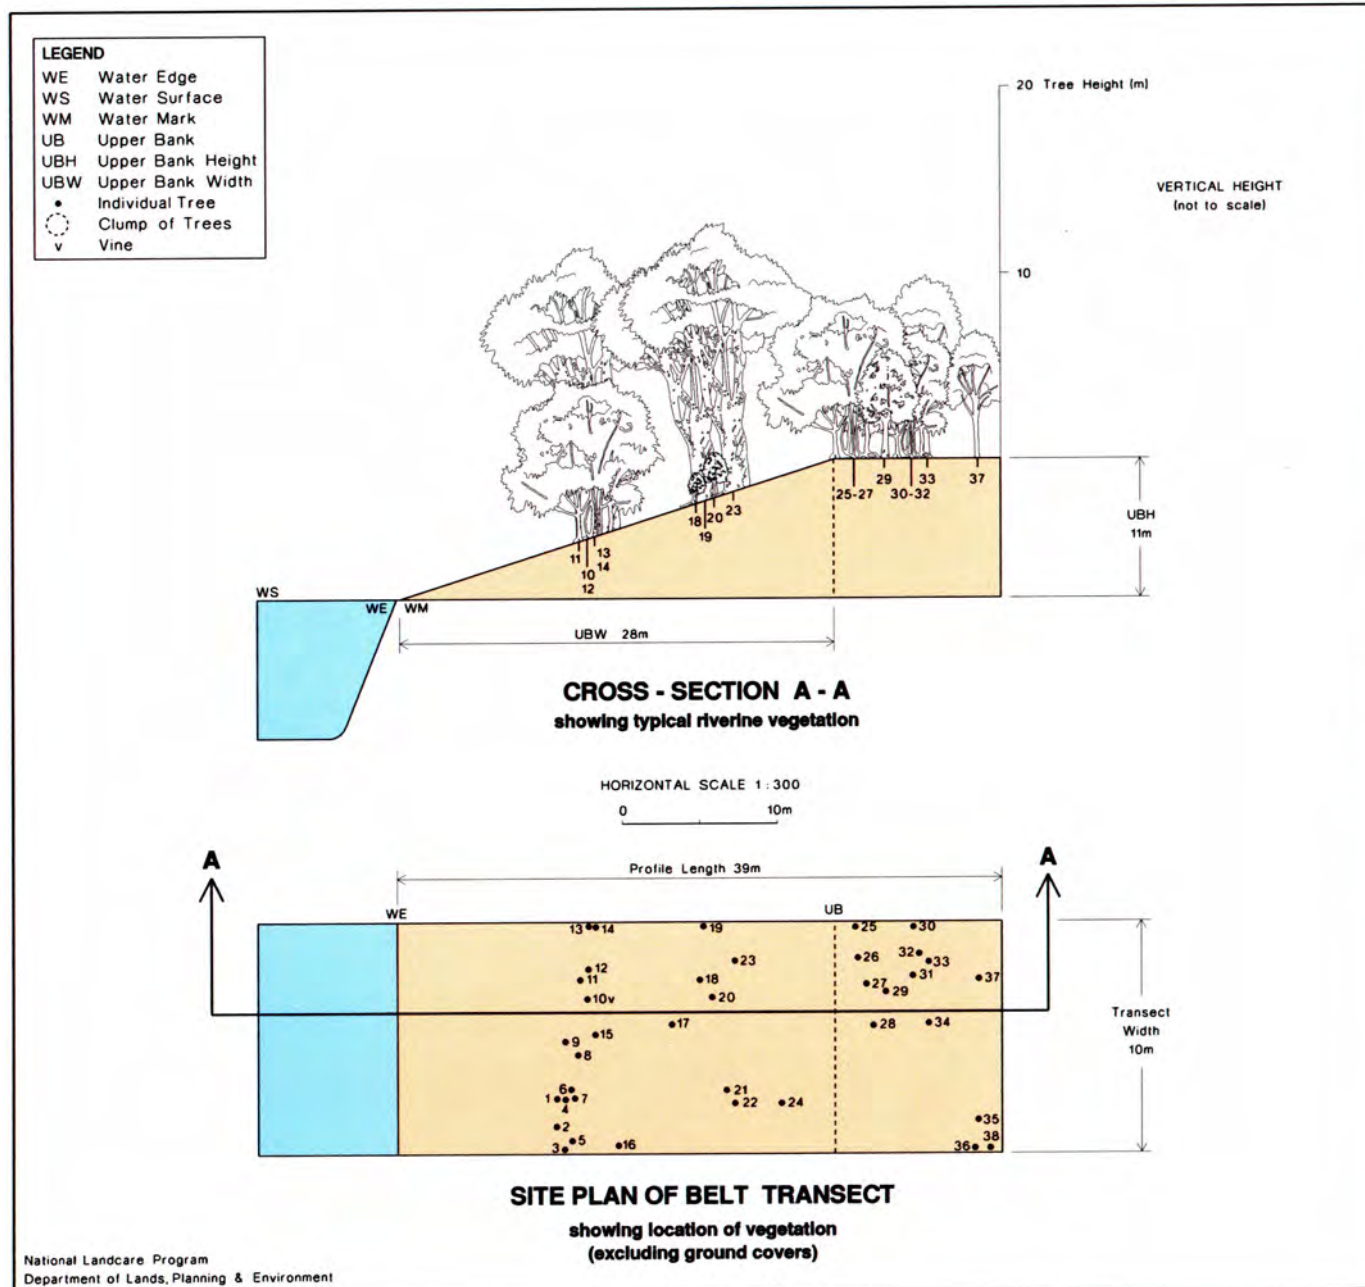 LEGEND
WE Water Edge
WS Water Surface
WM Water Mark
UB Upper Bank
UBH Upper Bank Height
UBW Upper Bank Width
• Individual Tree
Clump of Trees
v Vine
20 Tree Height (m)
VERTICAL HEIGHT
(not to scale)
10
25-27 29 30-32 33 37
18 20 23
19
11 13
10 14
12
UBH
11m
WS
WE WM
UBW 28m
CROSS - SECTION A - A
showing typical riverine vegetation
HORIZONTAL SCALE 1 : 300
0 10m
A A
Profile Length 39m
WE UB
13 14 19 25 30
12 23 26 32 33
11 18 27 29 31 37
10v 20
17 28 34
15
9
8
6 21
1 4 7 22 24
2 35
5 16 38
3 36
Transect
Width
10m
SITE PLAN OF BELT TRANSECT
showing location of vegetation
(excluding ground covers)
National Landcare Program
Department of Lands, Planning & Environment